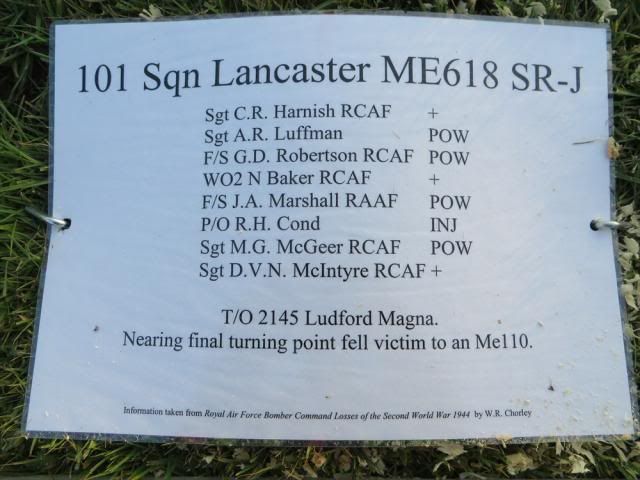 101 Sqn Lancaster ME618 SR-J
Sgt C.R. Harnish RCAF +
Sgt A.R. Luffman POW
F/S G.D. Robertson RCAF POW
WO2 N Baker RCAF +
F/S J.A. Marshall RAAF POW
P/O R.H. Cond INJ
Sgt M.G. McGeer RCAF POW
Sgt D.V.N. McIntyre RCAF +
T/O 2145 Ludford Magna.
Nearing final turning point fell victim to an Me110.
Information taken from Royal Air Force Bomber Command Losses of the Second World War 1944 by W.R. Chorley